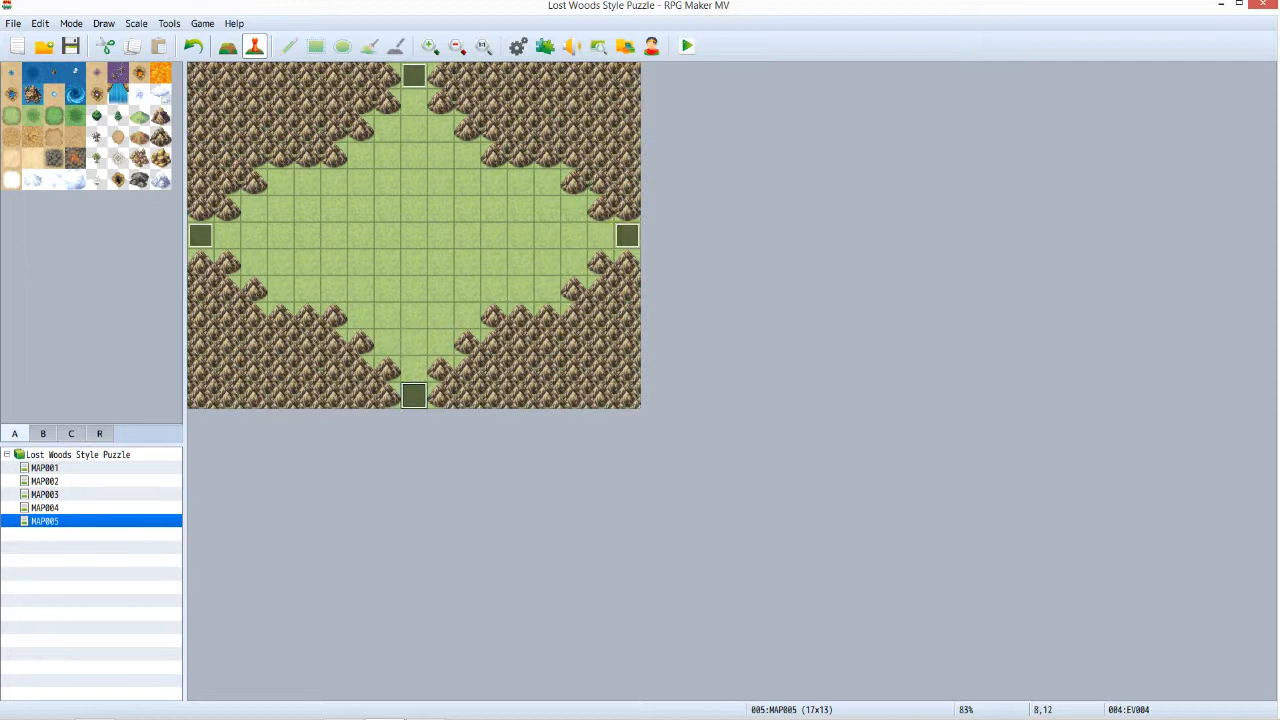 Lost Woods Style Puzzle - RPG Maker MV
File Edit Mode Draw Scale Tools Game Help
A B C R
Lost Woods Style Puzzle
MAP001
MAP002
MAP003
MAP004
MAP005
005:MAP005 (17x13) 83% 8,12 004:EV004